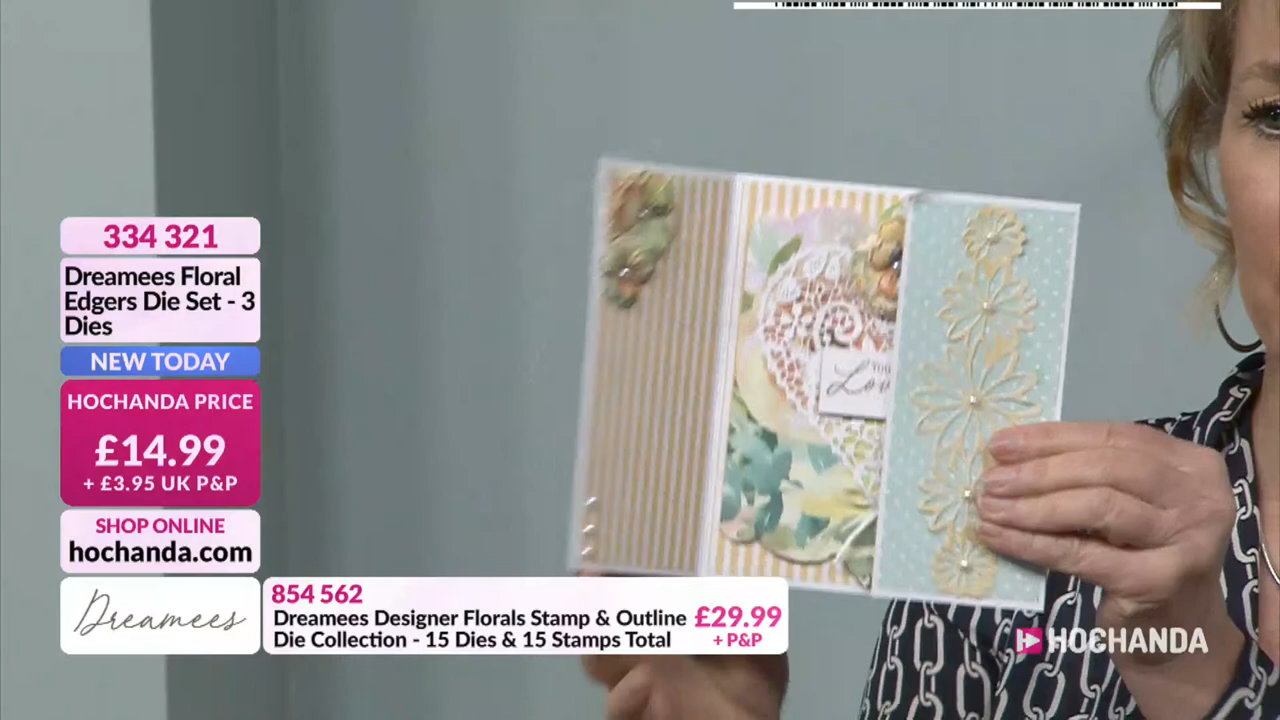 334 321
Dreamees Floral
Edgers Die Set - 3
Dies
NEW TODAY
HOCHANDA PRICE
£14.99
+ £3.95 UK P&P
SHOP ONLINE
hochanda.com
Dreamees
854 562
Dreamees Designer Florals Stamp & Outline
Die Collection - 15 Dies & 15 Stamps Total
£29.99
+ P&P
HOCHANDA